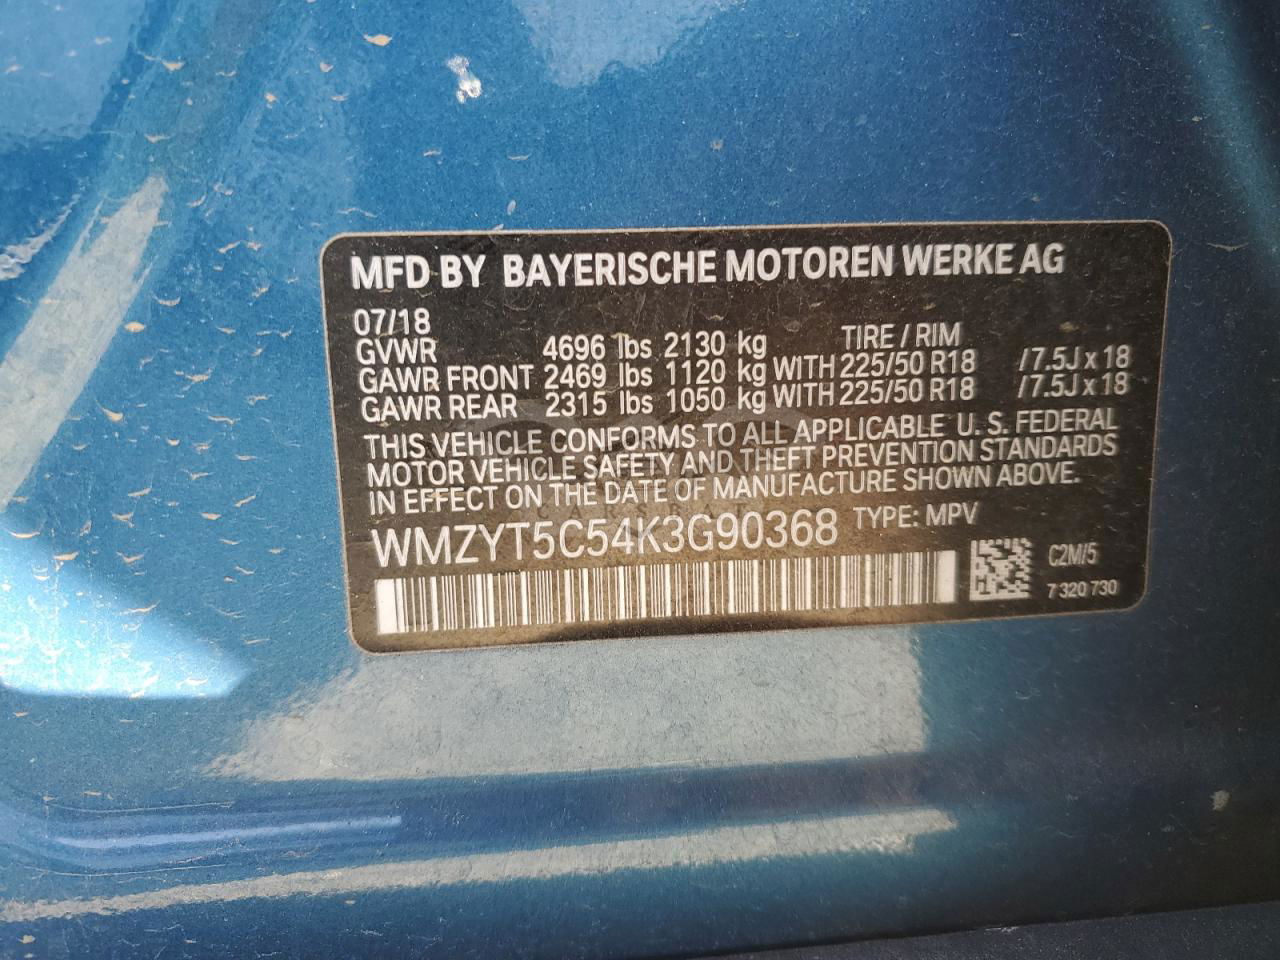 MFD BY BAYERISCHE MOTOREN WERKE AG
07/18
GVWR 4696 lbs 2130 kg TIRE / RIM
GAWR FRONT 2469 lbs 1120 kg WITH 225/50 R18 / 7.5J x 18
GAWR REAR 2315 lbs 1050 kg WITH 225/50 R18 / 7.5J x 18
THIS VEHICLE CONFORMS TO ALL APPLICABLE U. S. FEDERAL
MOTOR VEHICLE SAFETY AND THEFT PREVENTION STANDARDS
IN EFFECT ON THE DATE OF MANUFACTURE SHOWN ABOVE.
WMZYT5C54K3G90368 TYPE: MPV
C2M/5
7 320 730